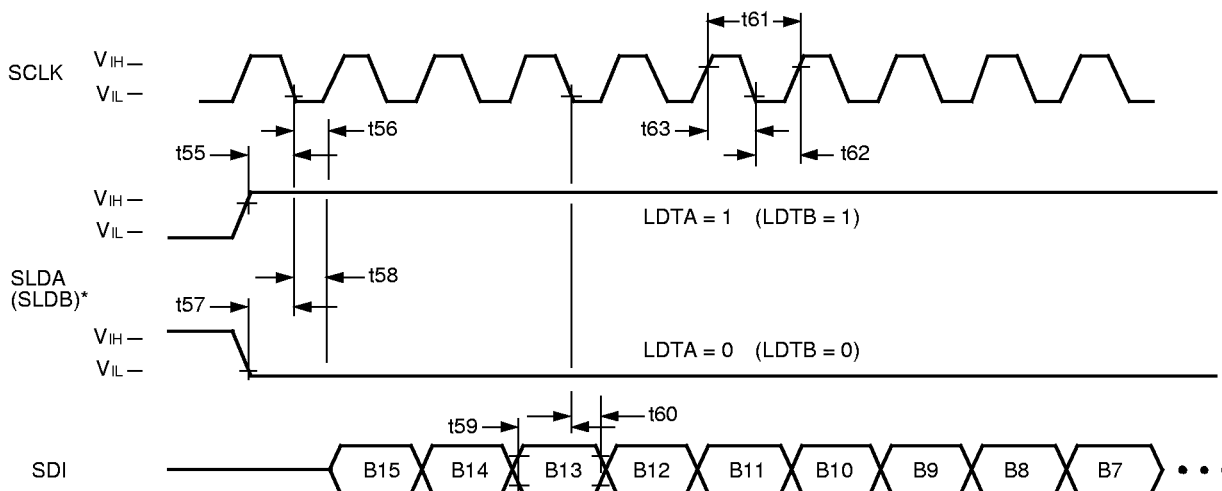 t61
SCLK
VIH
VIL
t56
t63
t62
t55
VIH
VIL
LDTA = 1 (LDTB = 1)
SLDA
(SLDB)*
t58
t57
VIH
VIL
LDTA = 0 (LDTB = 0)
t59
t60
SDI
B15 B14 B13 B12 B11 B10 B9 B8 B7 • • •